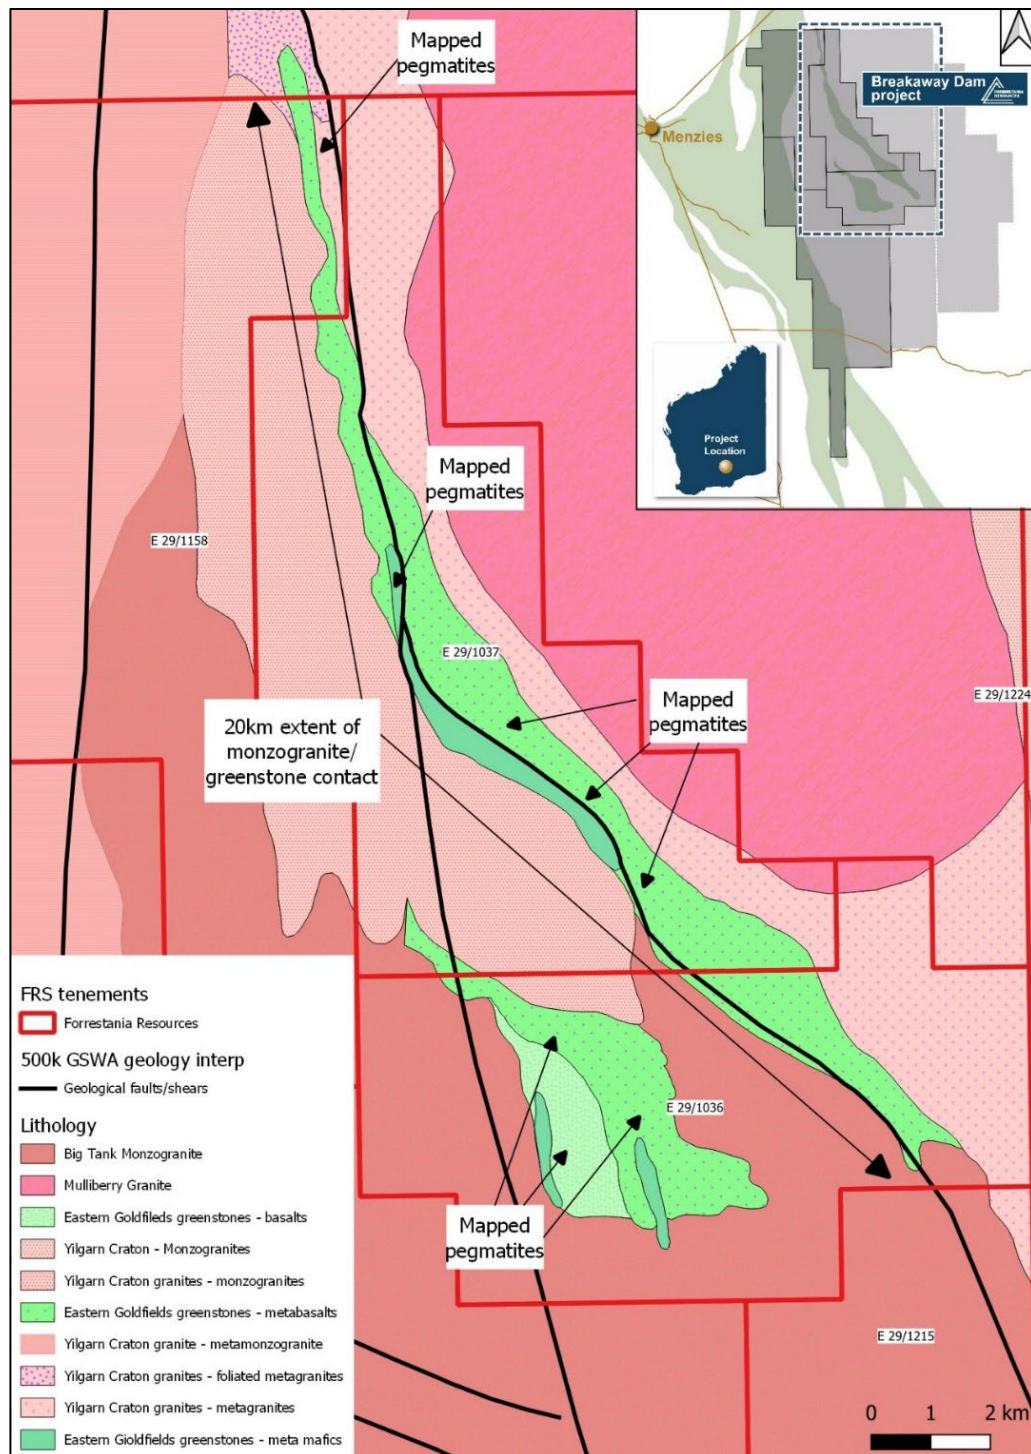 Mapped
pegmatites
Breakaway Dam
project
FORRESTANIA
RESOURCES
Menzies
Project
Location
Mapped
pegmatites
E 29/1158
E 29/1037
Mapped
pegmatites
E 29/1224
20km extent of
monzogranite/
greenstone contact
E 29/1036
Mapped
pegmatites
E 29/1215
FRS tenements
Forrestania Resources
500k GSWA geology interp
Geological faults/shears
Lithology
Big Tank Monzogranite
Mulliberry Granite
Eastern Goldfileds greenstones - basalts
Yilgarn Craton - Monzogranites
Yilgarn Craton granites - monzogranites
Eastern Goldfields greenstones - metabasalts
Yilgarn Craton granite - metamonzogranite
Yilgarn Craton granites - foliated metagranites
Yilgarn Craton granites - metagranites
Eastern Gioldfields greenstones - meta mafics
0 1 2 km